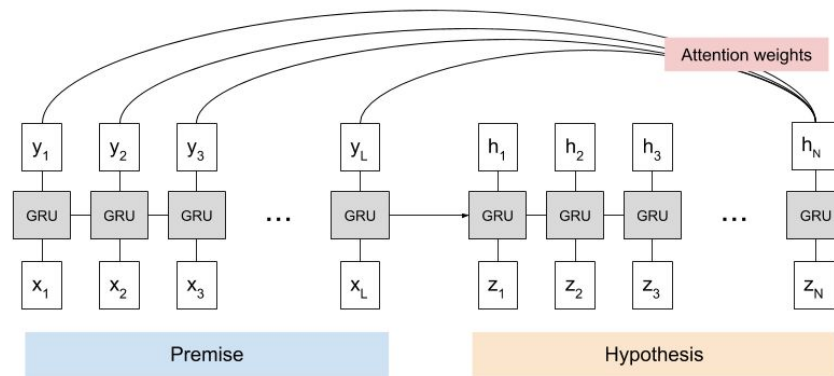 Attention weights
y1 y2 y3 yL h1 h2 h3 hN
GRU GRU GRU ... GRU GRU GRU GRU ... GRU
x1 x2 x3 xL z1 z2 z3 zN
Premise Hypothesis